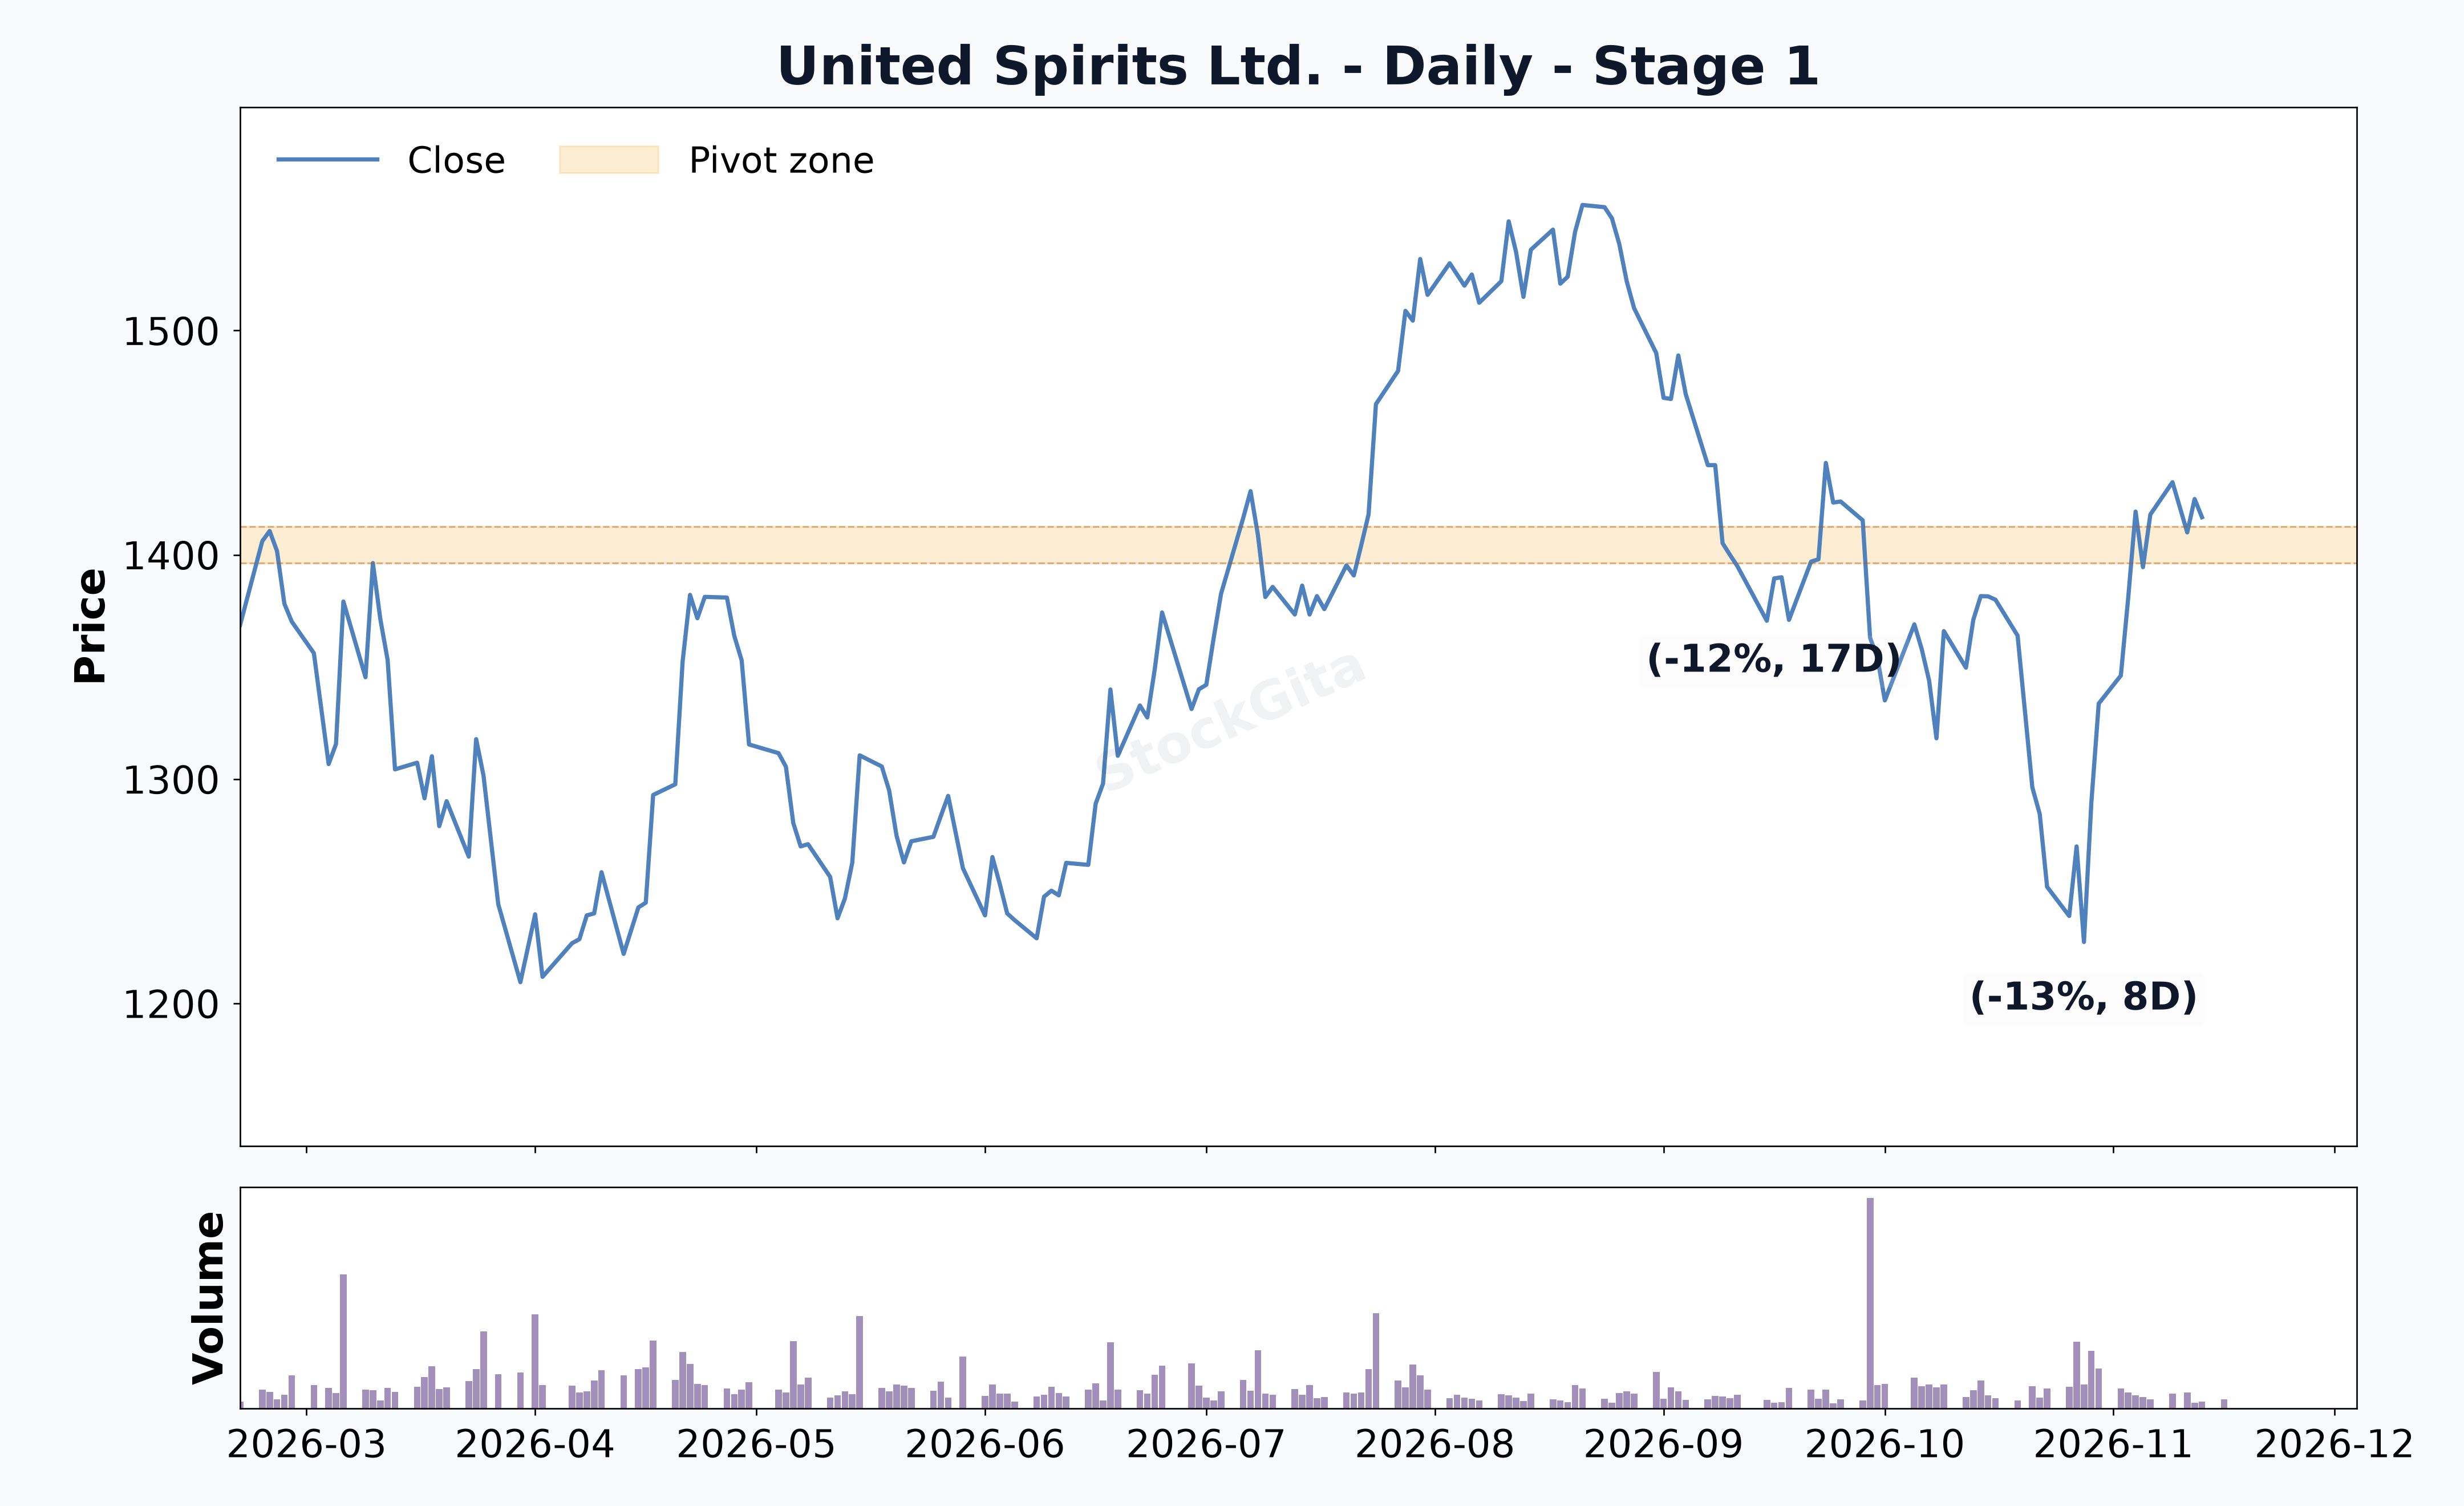 United Spirits Ltd. - Daily - Stage 1
Close
Pivot zone
Price
1500
1400
1300
1200
(-12%, 17D)
(-13%, 8D)
StockGita
Volume
2026-03
2026-04
2026-05
2026-06
2026-07
2026-08
2026-09
2026-10
2026-11
2026-12